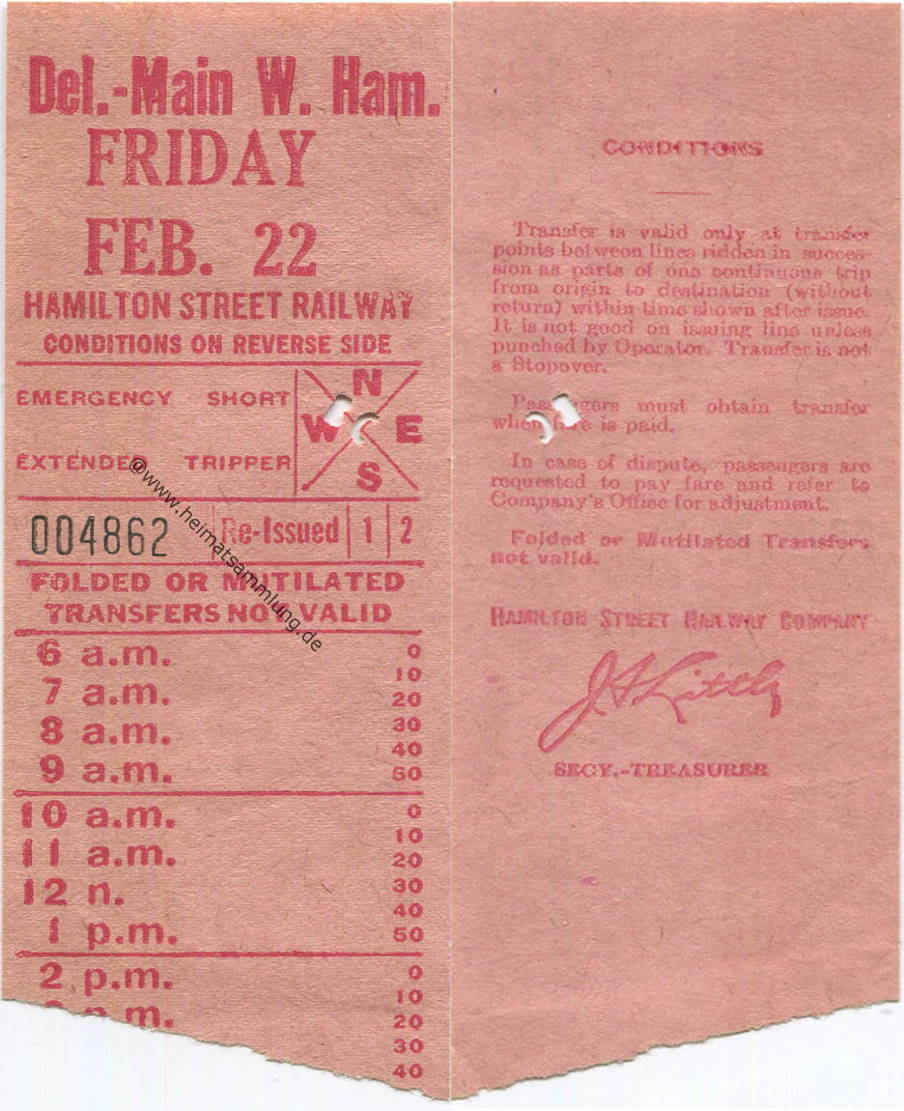 Del.-Main W. Ham.
FRIDAY
FEB. 22
HAMILTON STREET RAILWAY
CONDITIONS ON REVERSE SIDE
EMERGENCY SHORT
EXTENDED TRIPPER
N
W E
S
004862 Re-Issued 1 2
FOLDED OR MUTILATED
TRANSFERS NOT VALID
6 a.m. 0
10
7 a.m. 20
8 a.m. 30
40
9 a.m. 50
10 a.m. 0
10
11 a.m. 20
12 n. 30
40
1 p.m. 50
2 p.m. 0
10
p.m. 20
30
40
@www.heimatsammlung.de
CONDITIONS
Transfer is valid only at transfer
points between lines ridden in succes-
sion as parts of one continuous trip
from origin to destination (without
return) within time shown after issue.
It is not good on issuing line unless
punched by Operator. Transfer is not
a Stopover.
Passengers must obtain transfer
when fare is paid.
In case of dispute, passengers are
requested to pay fare and refer to
Company's Office for adjustment.
Folded or Mutilated Transfers
not valid.
HAMILTON STREET RAILWAY COMPANY
SECY.-TREASURER